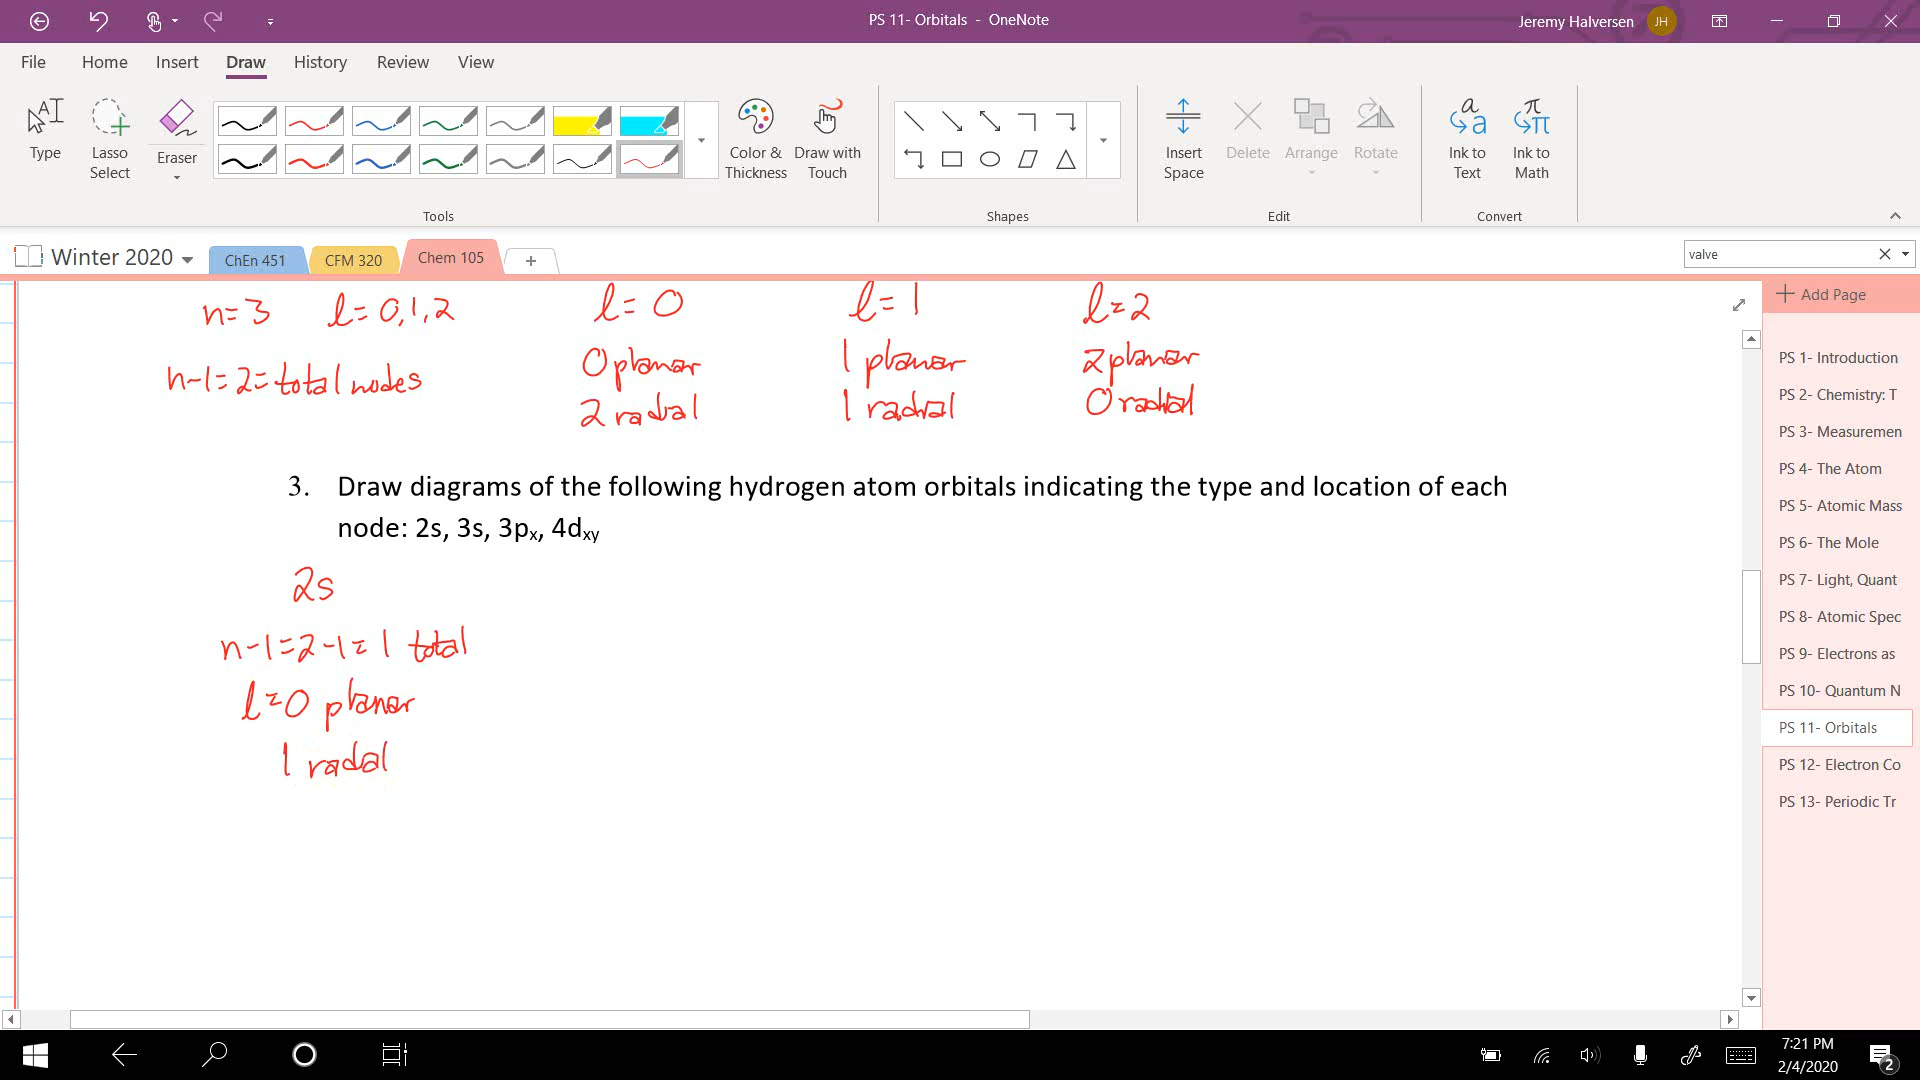 PS 11- Orbitals - OneNote
Jeremy Halversen JH
File Home Insert Draw History Review View
Type
Lasso Select
Eraser
Color & Thickness
Draw with Touch
Insert Space
Delete
Arrange
Rotate
Ink to Text
Ink to Math
Tools Shapes Edit Convert
Winter 2020 ChEn 451 CFM 320 Chem 105 +
valve
Add Page
n=3 l=0,1,2 l=0 l=1 l=2
0 planar 1 planar 2 planar
n-1=2=total nodes 2 radial 1 radial 0 radial
3. Draw diagrams of the following hydrogen atom orbitals indicating the type and location of each
node: 2s, 3s, 3pₓ, 4dxy
2s
n-1=2-1=1 total
l=0 planar
1 radal
PS 1- Introduction
PS 2- Chemistry: T
PS 3- Measuremen
PS 4- The Atom
PS 5- Atomic Mass
PS 6- The Mole
PS 7- Light, Quant
PS 8- Atomic Spec
PS 9- Electrons as
PS 10- Quantum N
PS 11- Orbitals
PS 12- Electron Co
PS 13- Periodic Tr
7:21 PM
2/4/2020
2